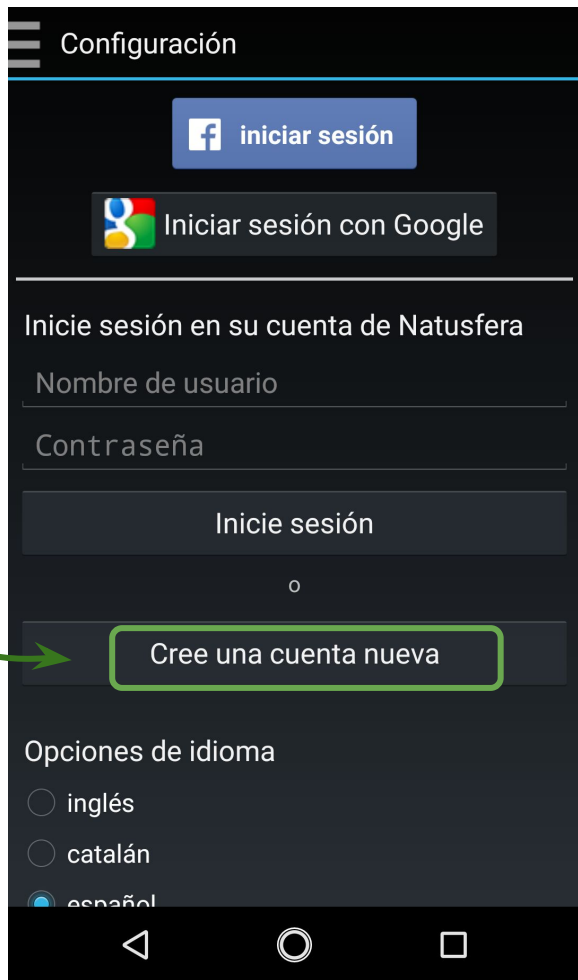 Configuración
f iniciar sesión
Iniciar sesión con Google
Inicie sesión en su cuenta de Natusfera
Nombre de usuario
Contraseña
Inicie sesión
o
Cree una cuenta nueva
Opciones de idioma
inglés
catalán
español